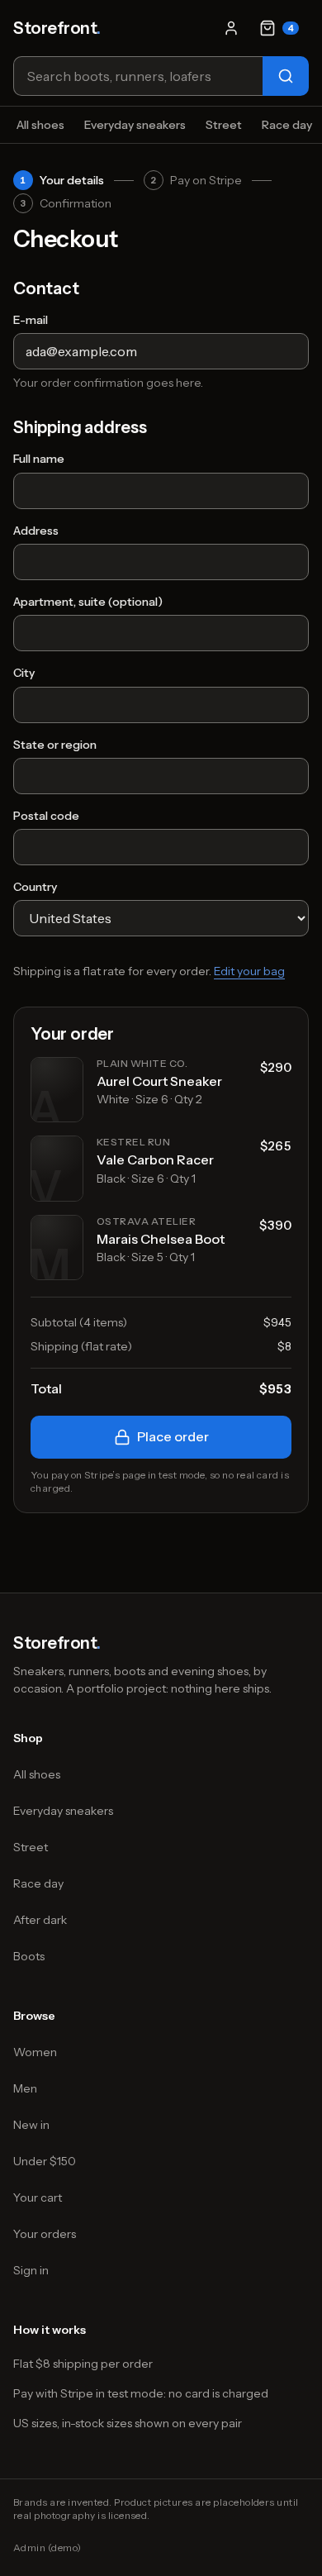 Storefront.
4
Search boots, runners, loafers
All shoes Everyday sneakers Street Race day
1 Your details 2 Pay on Stripe
3 Confirmation
Checkout
Contact
E-mail
ada@example.com
Your order confirmation goes here.
Shipping address
Full name
Address
Apartment, suite (optional)
City
State or region
Postal code
Country
United States
Shipping is a flat rate for every order. Edit your bag
Your order
A
PLAIN WHITE CO.
Aurel Court Sneaker
White · Size 6 · Qty 2
$290
V
KESTREL RUN
Vale Carbon Racer
Black · Size 6 · Qty 1
$265
M
OSTRAVA ATELIER
Marais Chelsea Boot
Black · Size 5 · Qty 1
$390
Subtotal (4 items) $945
Shipping (flat rate) $8
Total $953
Place order
You pay on Stripe's page in test mode, so no real card is
charged.
Storefront.
Sneakers, runners, boots and evening shoes, by
occasion. A portfolio project: nothing here ships.
Shop
All shoes
Everyday sneakers
Street
Race day
After dark
Boots
Browse
Women
Men
New in
Under $150
Your cart
Your orders
Sign in
How it works
Flat $8 shipping per order
Pay with Stripe in test mode: no card is charged
US sizes, in-stock sizes shown on every pair
Brands are invented. Product pictures are placeholders until
real photography is licensed.
Admin (demo)